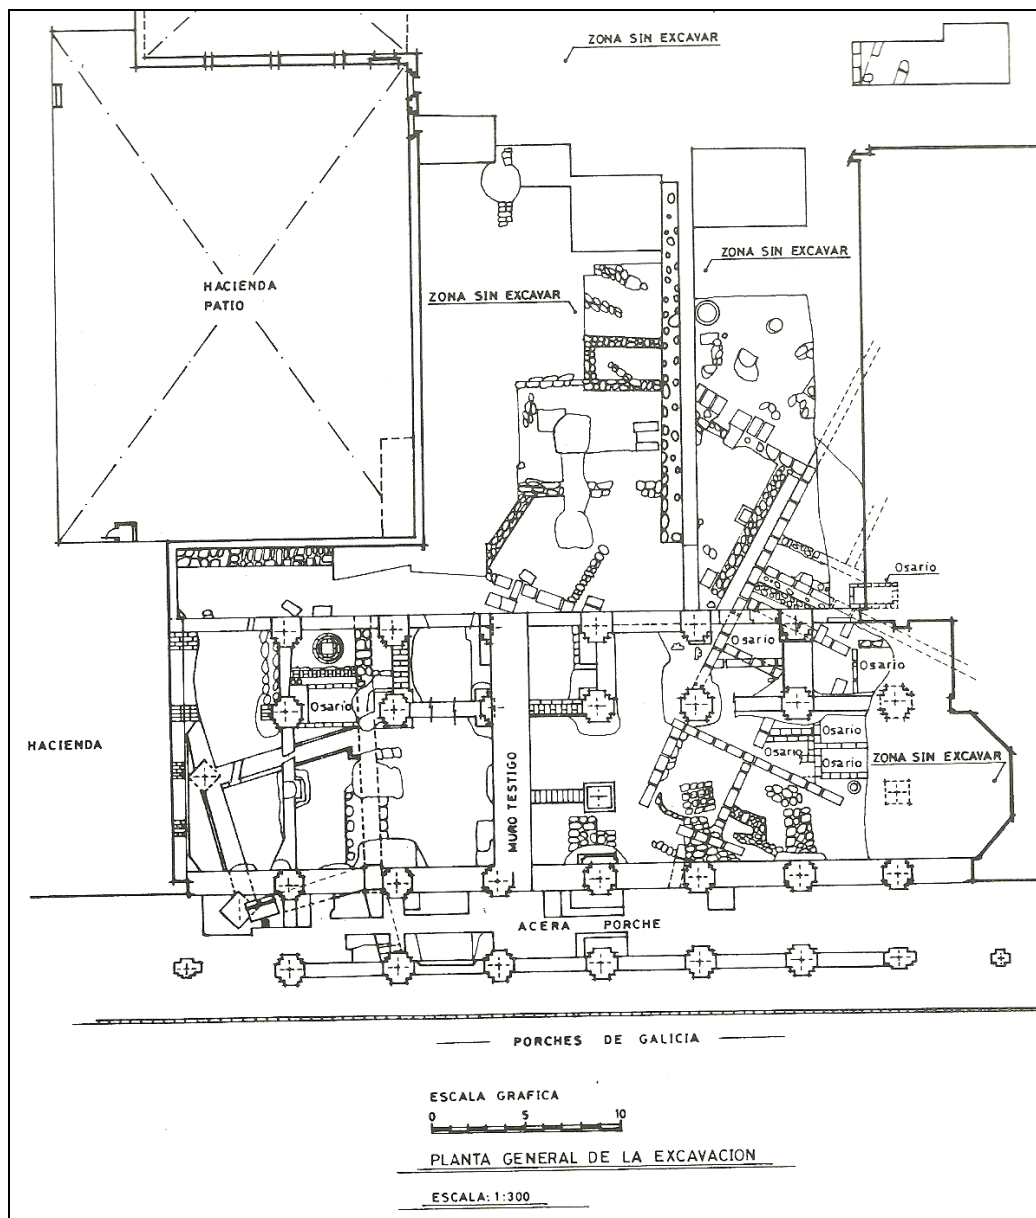 ZONA SIN EXCAVAR
ZONA SIN EXCAVAR
HACIENDA
PATIO
ZONA SIN EXCAVAR
Osario
Osario
Osario
Osario
Osario
Osario
Osario
HACIENDA
ZONA SIN EXCAVAR
MURO TESTIGO
ACERA PORCHE
PORCHES DE GALICIA
ESCALA GRAFICA
0 5 10
PLANTA GENERAL DE LA EXCAVACION
ESCALA: 1:300